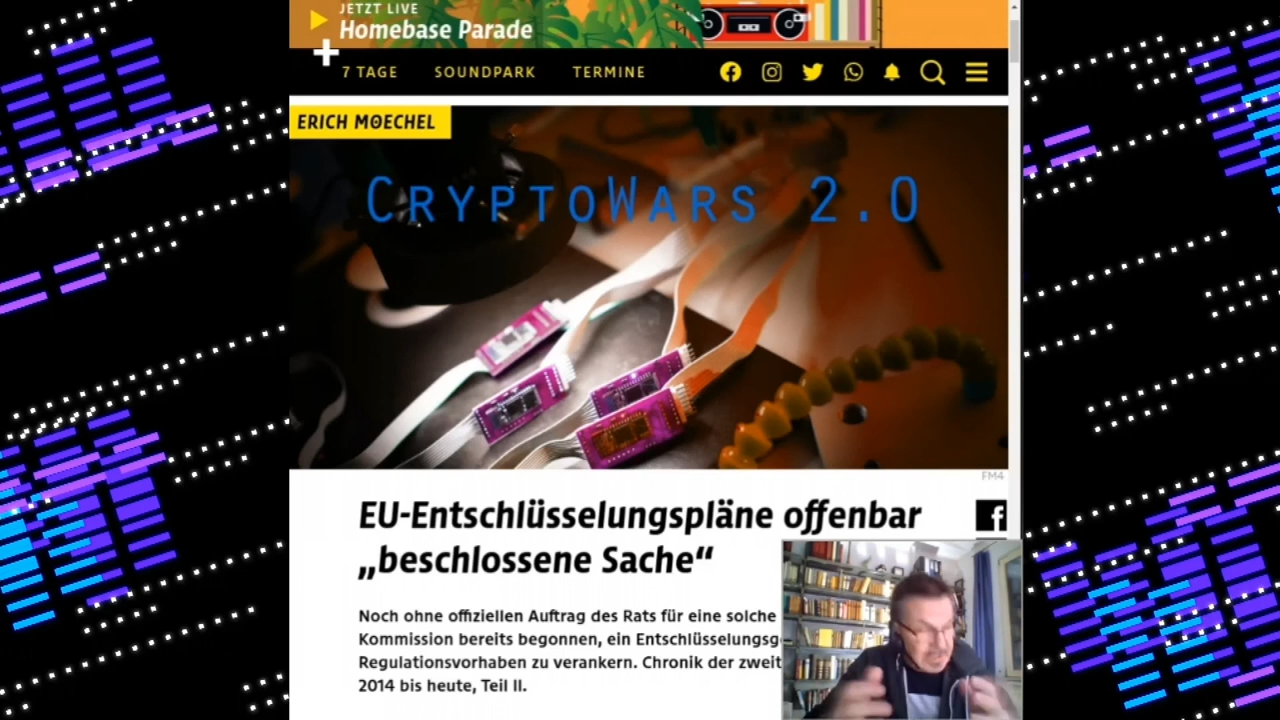 JETZT LIVE
Homebase Parade
7 TAGE SOUNDPARK TERMINE
ERICH MOECHEL
CRYPTOWARS 2.0
FM4
EU-Entschlüsselungspläne offenbar
„beschlossene Sache“
Noch ohne offiziellen Auftrag des Rats für eine solche
Kommission bereits begonnen, ein
Regulationsvorhaben zu verankern. Chronik der
2014 bis heute, Teil II.